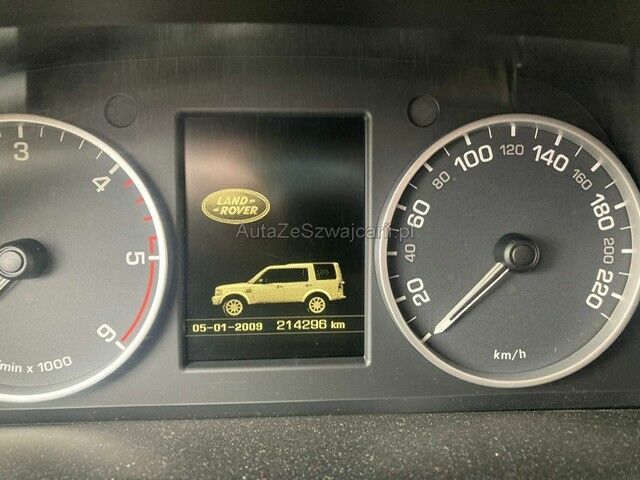 3
4
5
6
/min x 1000
LAND-
-ROVER
AutaZeSzwajcarii.pl
05-01-2009 214296 km
20
40
60
80
100
120
140
160
180
200
220
km/h